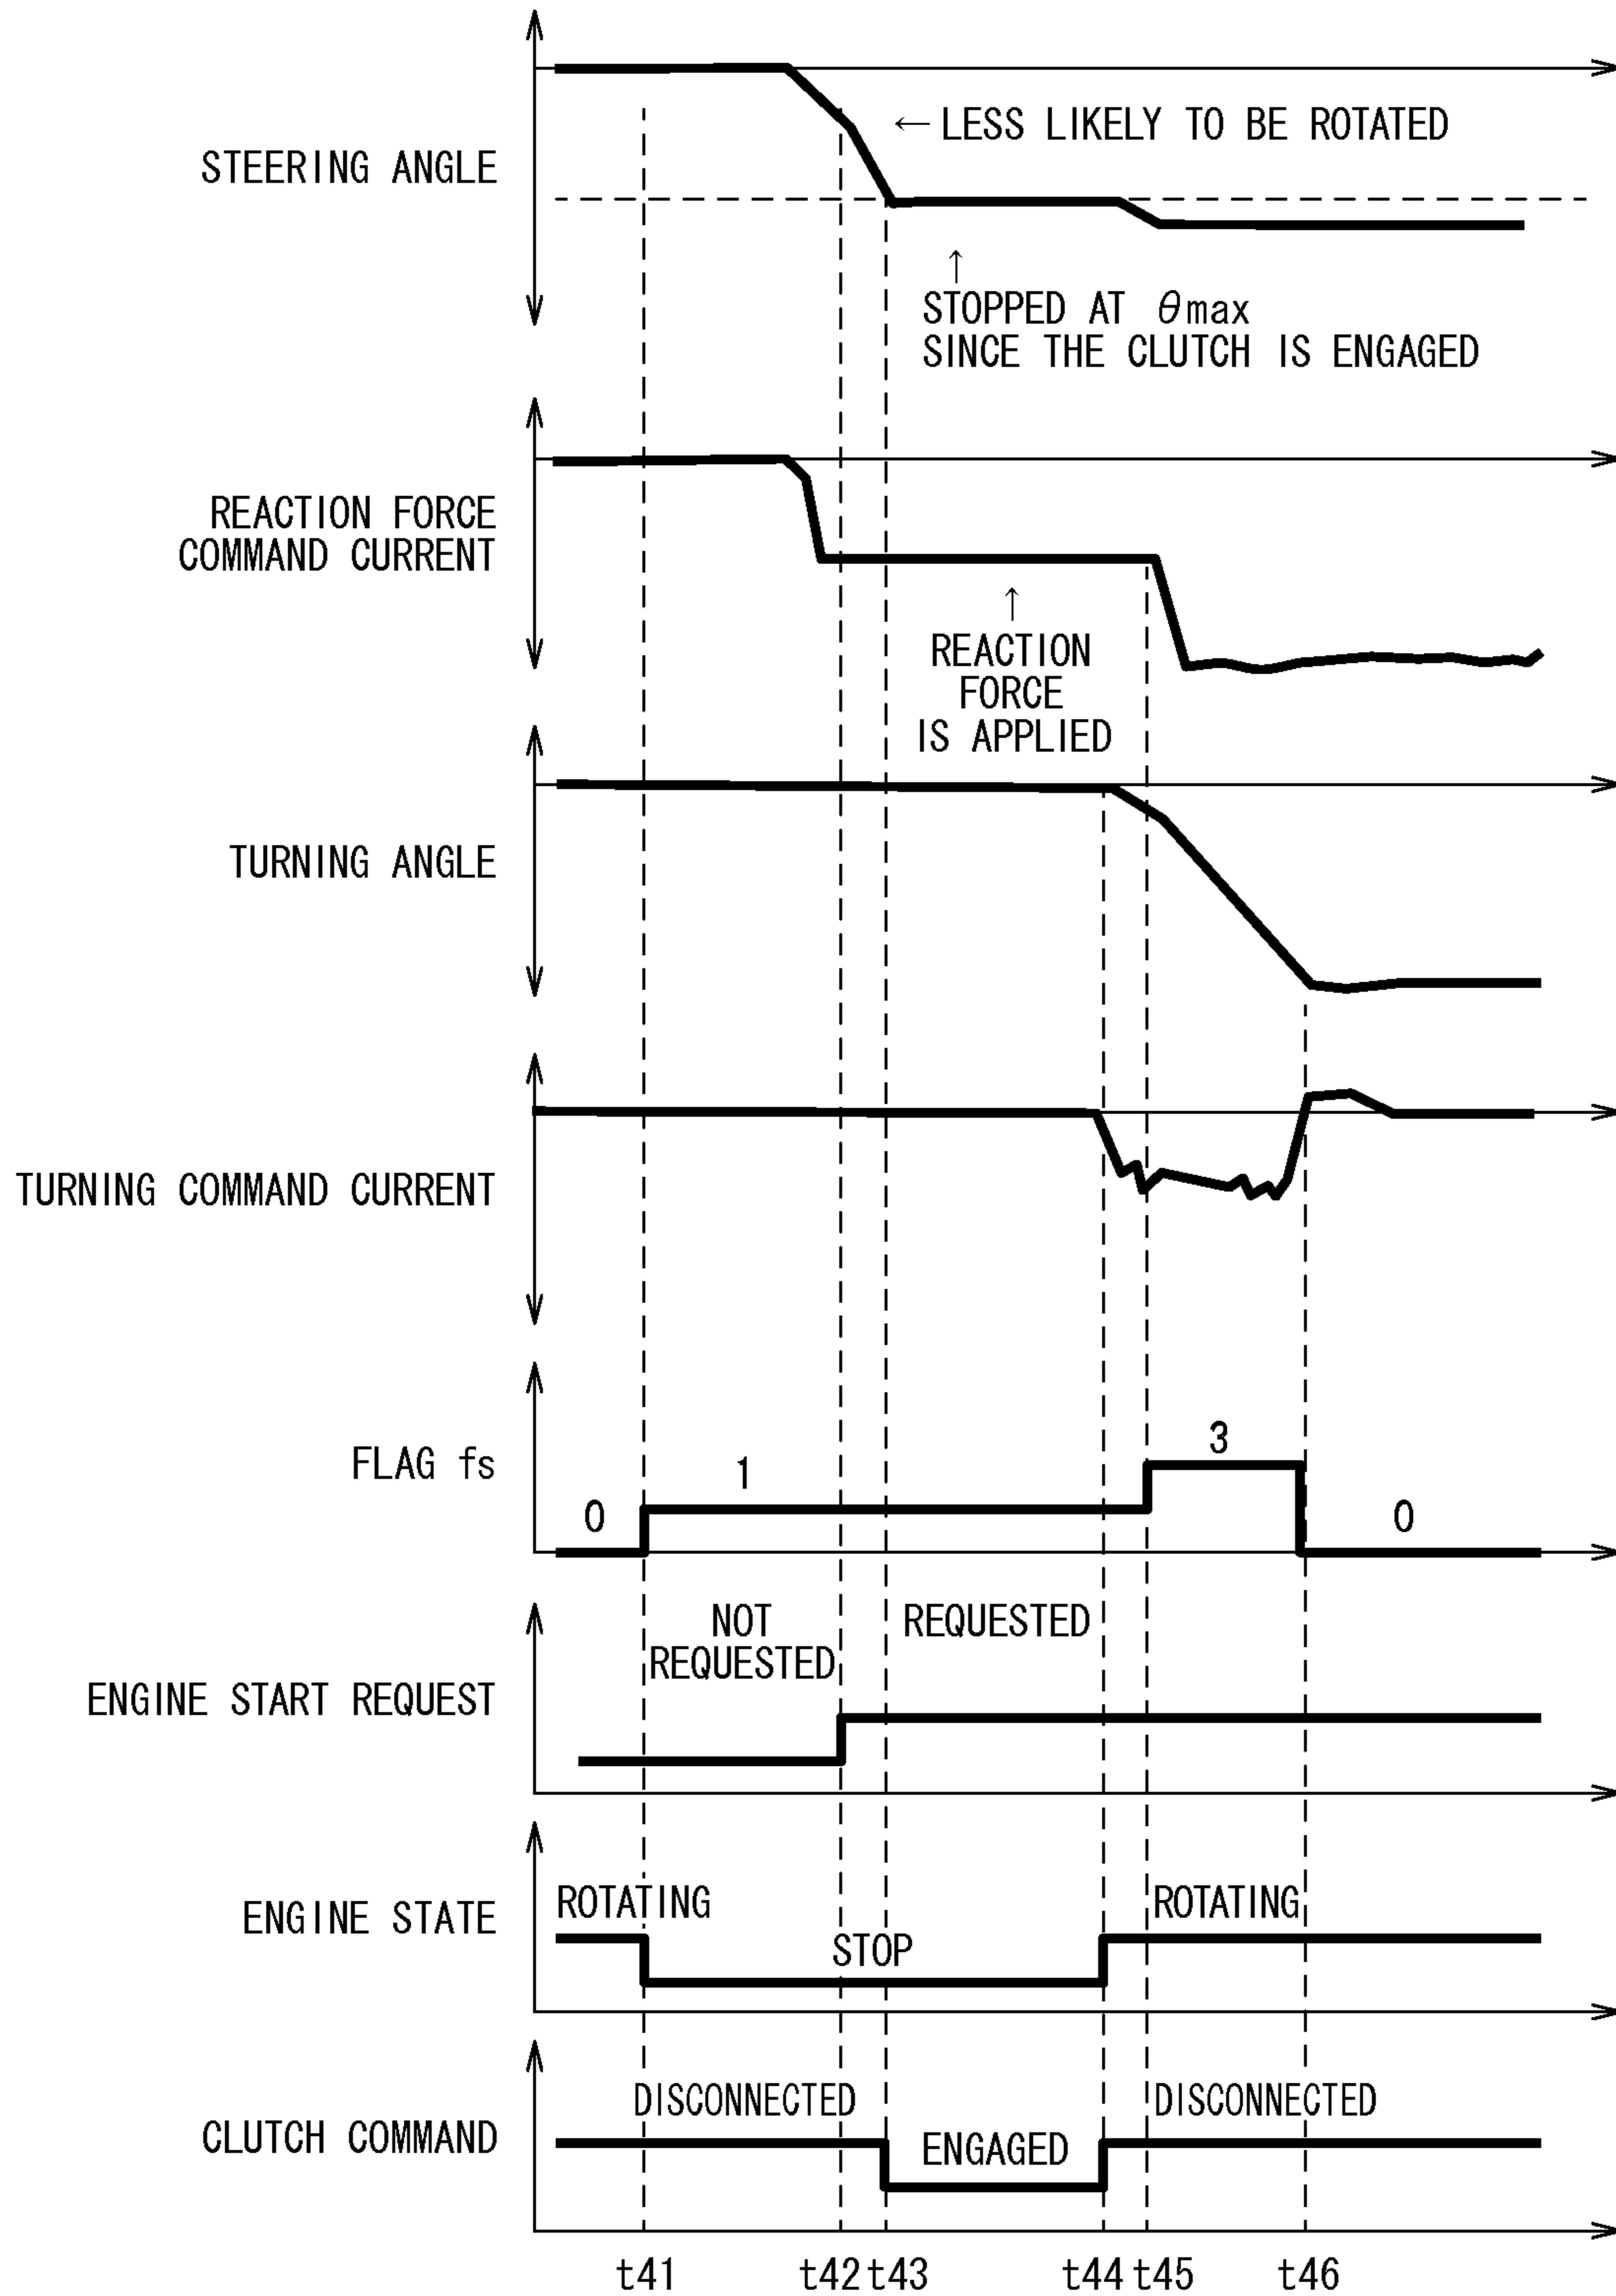 ← LESS LIKELY TO BE ROTATED
STEERING ANGLE
↑
STOPPED AT θmax
SINCE THE CLUTCH IS ENGAGED
REACTION FORCE
COMMAND CURRENT
↑
REACTION
FORCE
IS APPLIED
TURNING ANGLE
TURNING COMMAND CURRENT
FLAG fs
0
1
3
0
NOT
REQUESTED
REQUESTED
ENGINE START REQUEST
ENGINE STATE
ROTATING
STOP
ROTATING
CLUTCH COMMAND
DISCONNECTED
ENGAGED
DISCONNECTED
t41 t42 t43 t44 t45 t46